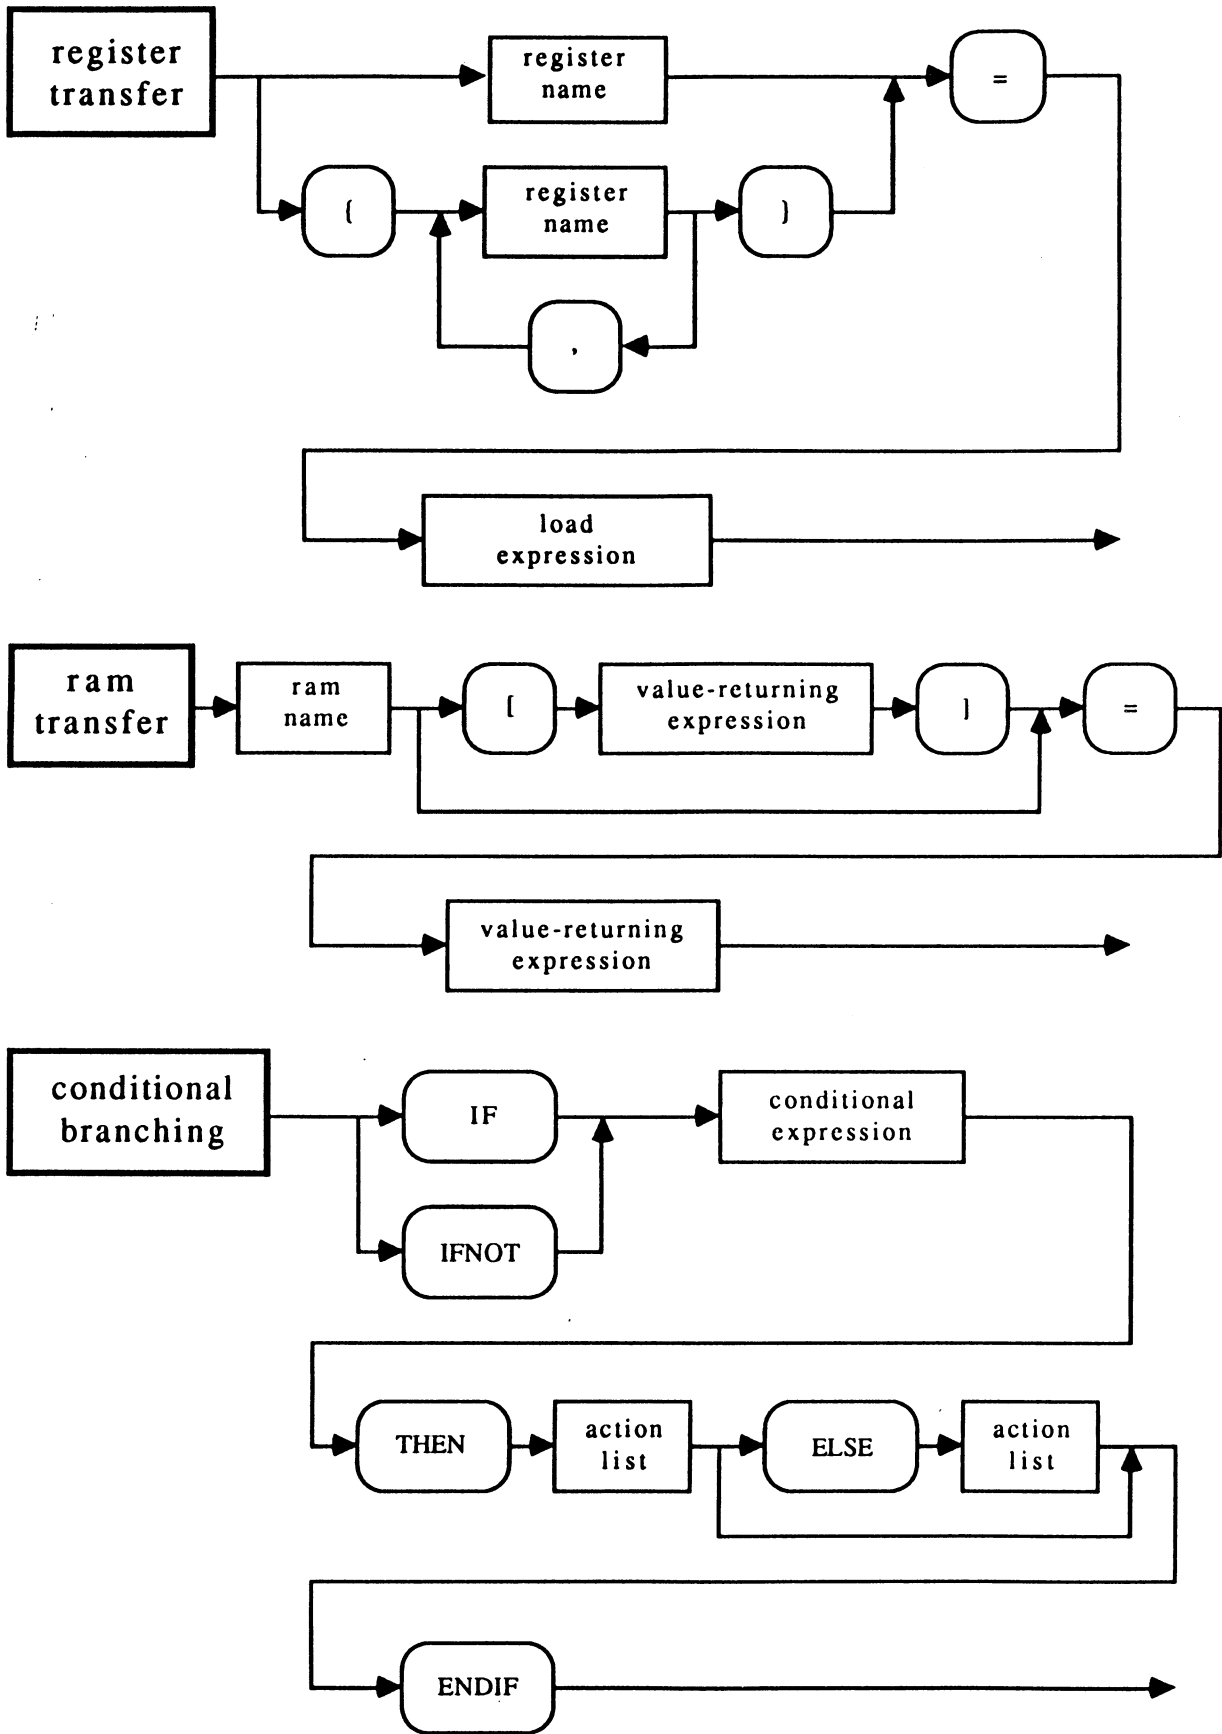 register
transfer
register
name
=
[
register
name
]
,
load
expression
ram
transfer
ram
name
[
value-returning
expression
]
=
value-returning
expression
conditional
branching
IF
conditional
expression
IFNOT
THEN
action
list
ELSE
action
list
ENDIF